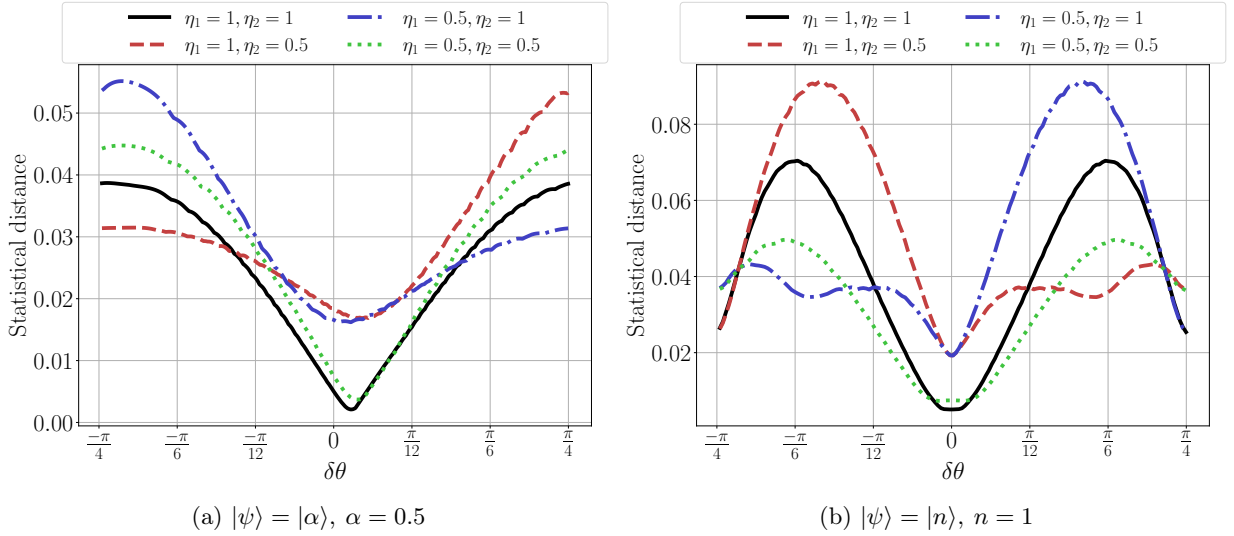 η₁ = 1, η₂ = 1
η₁ = 0.5, η₂ = 1
η₁ = 1, η₂ = 0.5
η₁ = 0.5, η₂ = 0.5
Statistical distance
0.05
0.04
0.03
0.02
0.01
0.00
−π/4 −π/6 −π/12 0 π/12 π/6 π/4
δθ
(a) |ψ⟩ = |α⟩, α = 0.5
η₁ = 1, η₂ = 1
η₁ = 0.5, η₂ = 1
η₁ = 1, η₂ = 0.5
η₁ = 0.5, η₂ = 0.5
Statistical distance
0.08
0.06
0.04
0.02
−π/4 −π/6 −π/12 0 π/12 π/6 π/4
δθ
(b) |ψ⟩ = |n⟩, n = 1